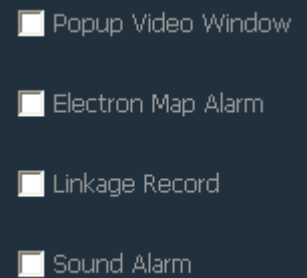 Popup Video Window
Electron Map Alarm
Linkage Record
Sound Alarm